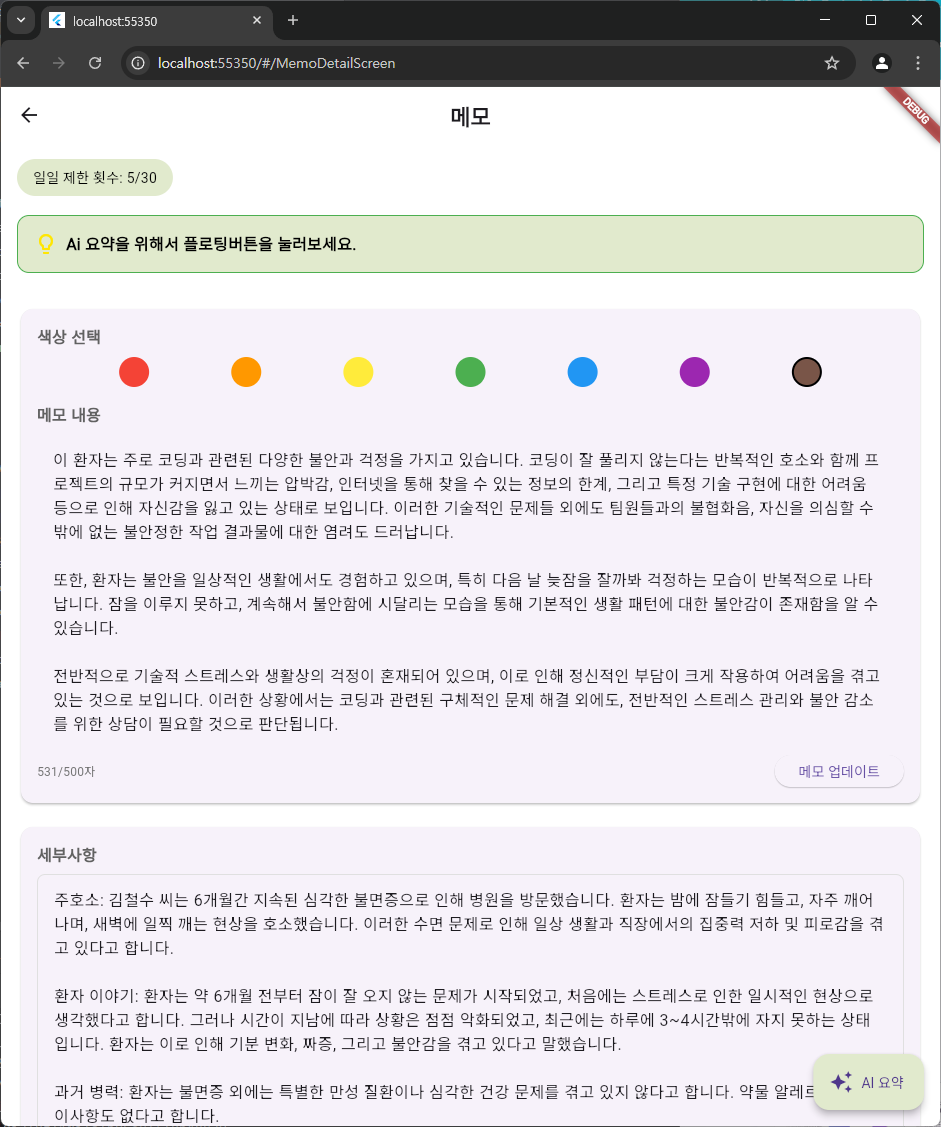 localhost:55350
localhost:55350/#/MemoDetailScreen
메모
DEBUG
일일 제한 횟수: 5/30
Ai 요약을 위해서 플로팅버튼을 눌러보세요.
색상 선택
메모 내용
이 환자는 주로 코딩과 관련된 다양한 불안과 걱정을 가지고 있습니다. 코딩이 잘 풀리지 않는다는 반복적인 호소와 함께 프
로젝트의 규모가 커지면서 느끼는 압박감, 인터넷을 통해 찾을 수 있는 정보의 한계, 그리고 특정 기술 구현에 대한 어려움
등으로 인해 자신감을 잃고 있는 상태로 보입니다. 이러한 기술적인 문제들 외에도 팀원들과의 불협화음, 자신을 의심할 수
밖에 없는 불안정한 작업 결과물에 대한 염려도 드러납니다.
또한, 환자는 불안을 일상적인 생활에서도 경험하고 있으며, 특히 다음 날 늦잠을 잘까봐 걱정하는 모습이 반복적으로 나타
납니다. 잠을 이루지 못하고, 계속해서 불안함에 시달리는 모습을 통해 기본적인 생활 패턴에 대한 불안감이 존재함을 알 수
있습니다.
전반적으로 기술적 스트레스와 생활상의 걱정이 혼재되어 있으며, 이로 인해 정신적인 부담이 크게 작용하여 어려움을 겪고
있는 것으로 보입니다. 이러한 상황에서는 코딩과 관련된 구체적인 문제 해결 외에도, 전반적인 스트레스 관리와 불안 감소
를 위한 상담이 필요할 것으로 판단됩니다.
531/500자
메모 업데이트
세부사항
주호소: 김철수 씨는 6개월간 지속된 심각한 불면증으로 인해 병원을 방문했습니다. 환자는 밤에 잠들기 힘들고, 자주 깨어
나며, 새벽에 일찍 깨는 현상을 호소했습니다. 이러한 수면 문제로 인해 일상 생활과 직장에서의 집중력 저하 및 피로감을 겪
고 있다고 합니다.
환자 이야기: 환자는 약 6개월 전부터 잠이 잘 오지 않는 문제가 시작되었고, 처음에는 스트레스로 인한 일시적인 현상으로
생각했다고 합니다. 그러나 시간이 지남에 따라 상황은 점점 악화되었고, 최근에는 하루에 3~4시간밖에 자지 못하는 상태
입니다. 환자는 이로 인해 기분 변화, 짜증, 그리고 불안감을 겪고 있다고 말했습니다.
과거 병력: 환자는 불면증 외에는 특별한 만성 질환이나 심각한 건강 문제를 겪고 있지 않다고 합니다. 약물 알레르
이사항도 없다고 합니다.
AI 요약